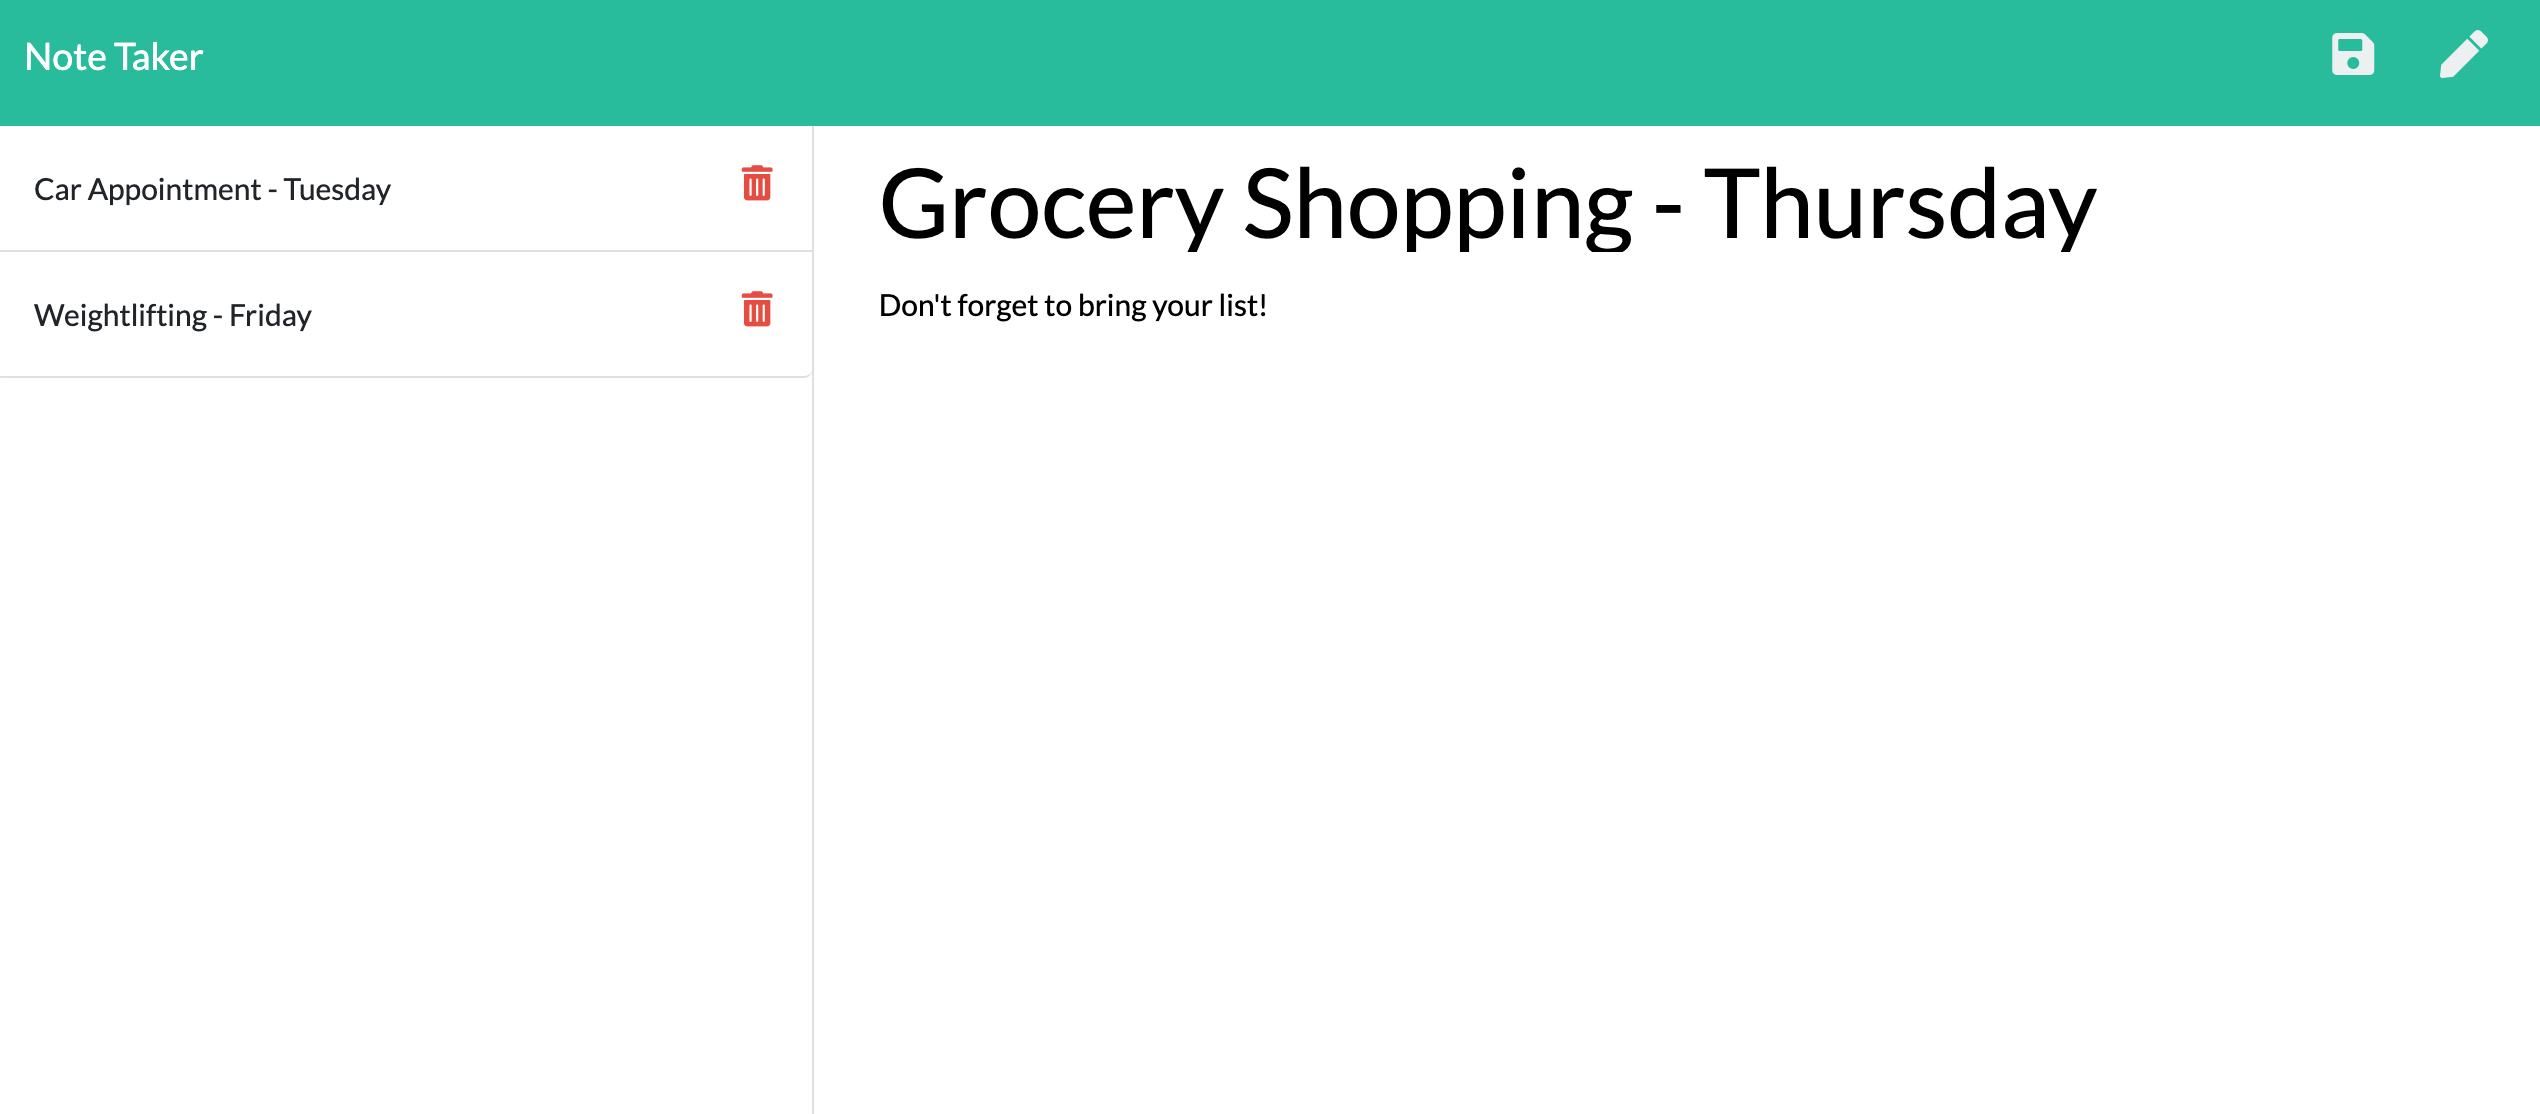 Note Taker
Car Appointment - Tuesday
Weightlifting - Friday
Grocery Shopping - Thursday
Don't forget to bring your list!